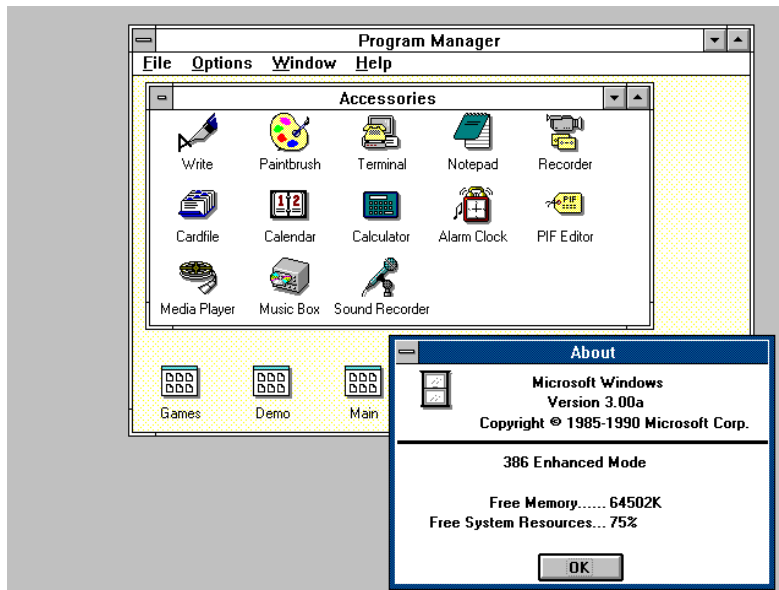 Program Manager
File Options Window Help
Accessories
Write Paintbrush Terminal Notepad Recorder
12
PIF
Cardfile Calendar Calculator Alarm Clock PIF Editor
Media Player Music Box Sound Recorder
Games Demo Main
About
Microsoft Windows
Version 3.00a
Copyright © 1985-1990 Microsoft Corp.
386 Enhanced Mode
Free Memory...... 64502K
Free System Resources... 75%
OK